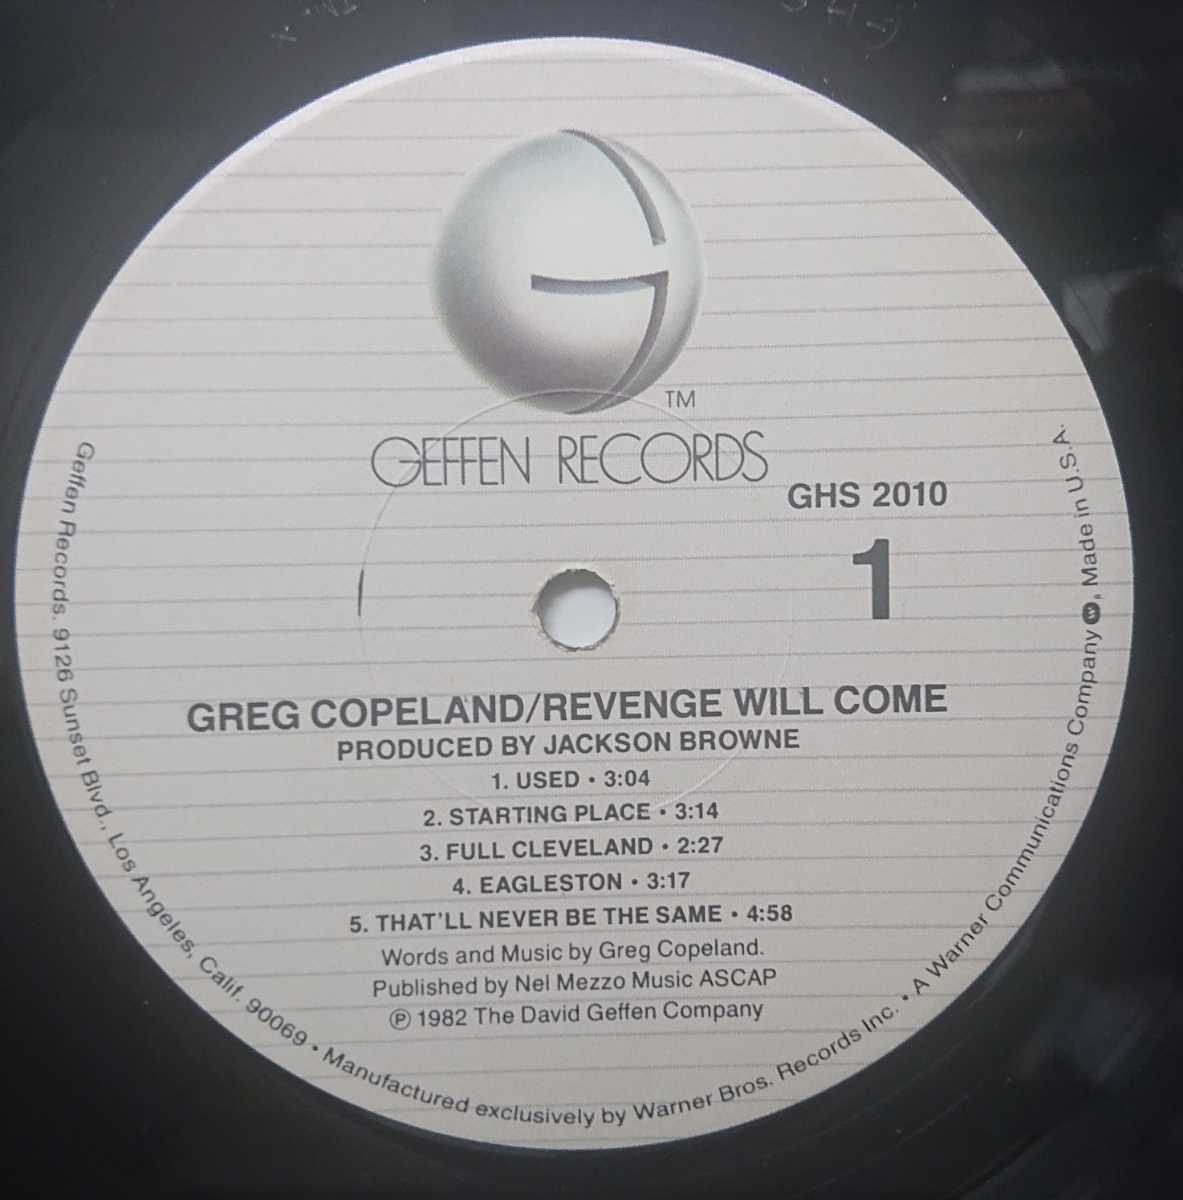 TM
GEFFEN RECORDS
GHS 2010
1
GREG COPELAND/REVENGE WILL COME
PRODUCED BY JACKSON BROWNE
1. USED • 3:04
2. STARTING PLACE • 3:14
3. FULL CLEVELAND • 2:27
4. EAGLESTON • 3:17
5. THAT'LL NEVER BE THE SAME • 4:58
Words and Music by Greg Copeland.
Published by Nel Mezzo Music ASCAP
℗ 1982 The David Geffen Company
Geffen Records. 9126 Sunset Blvd., Los Angeles, Calif. 90069 • Manufactured exclusively by Warner Bros. Records Inc. • A Warner Communications Company W, Made in U.S.A.